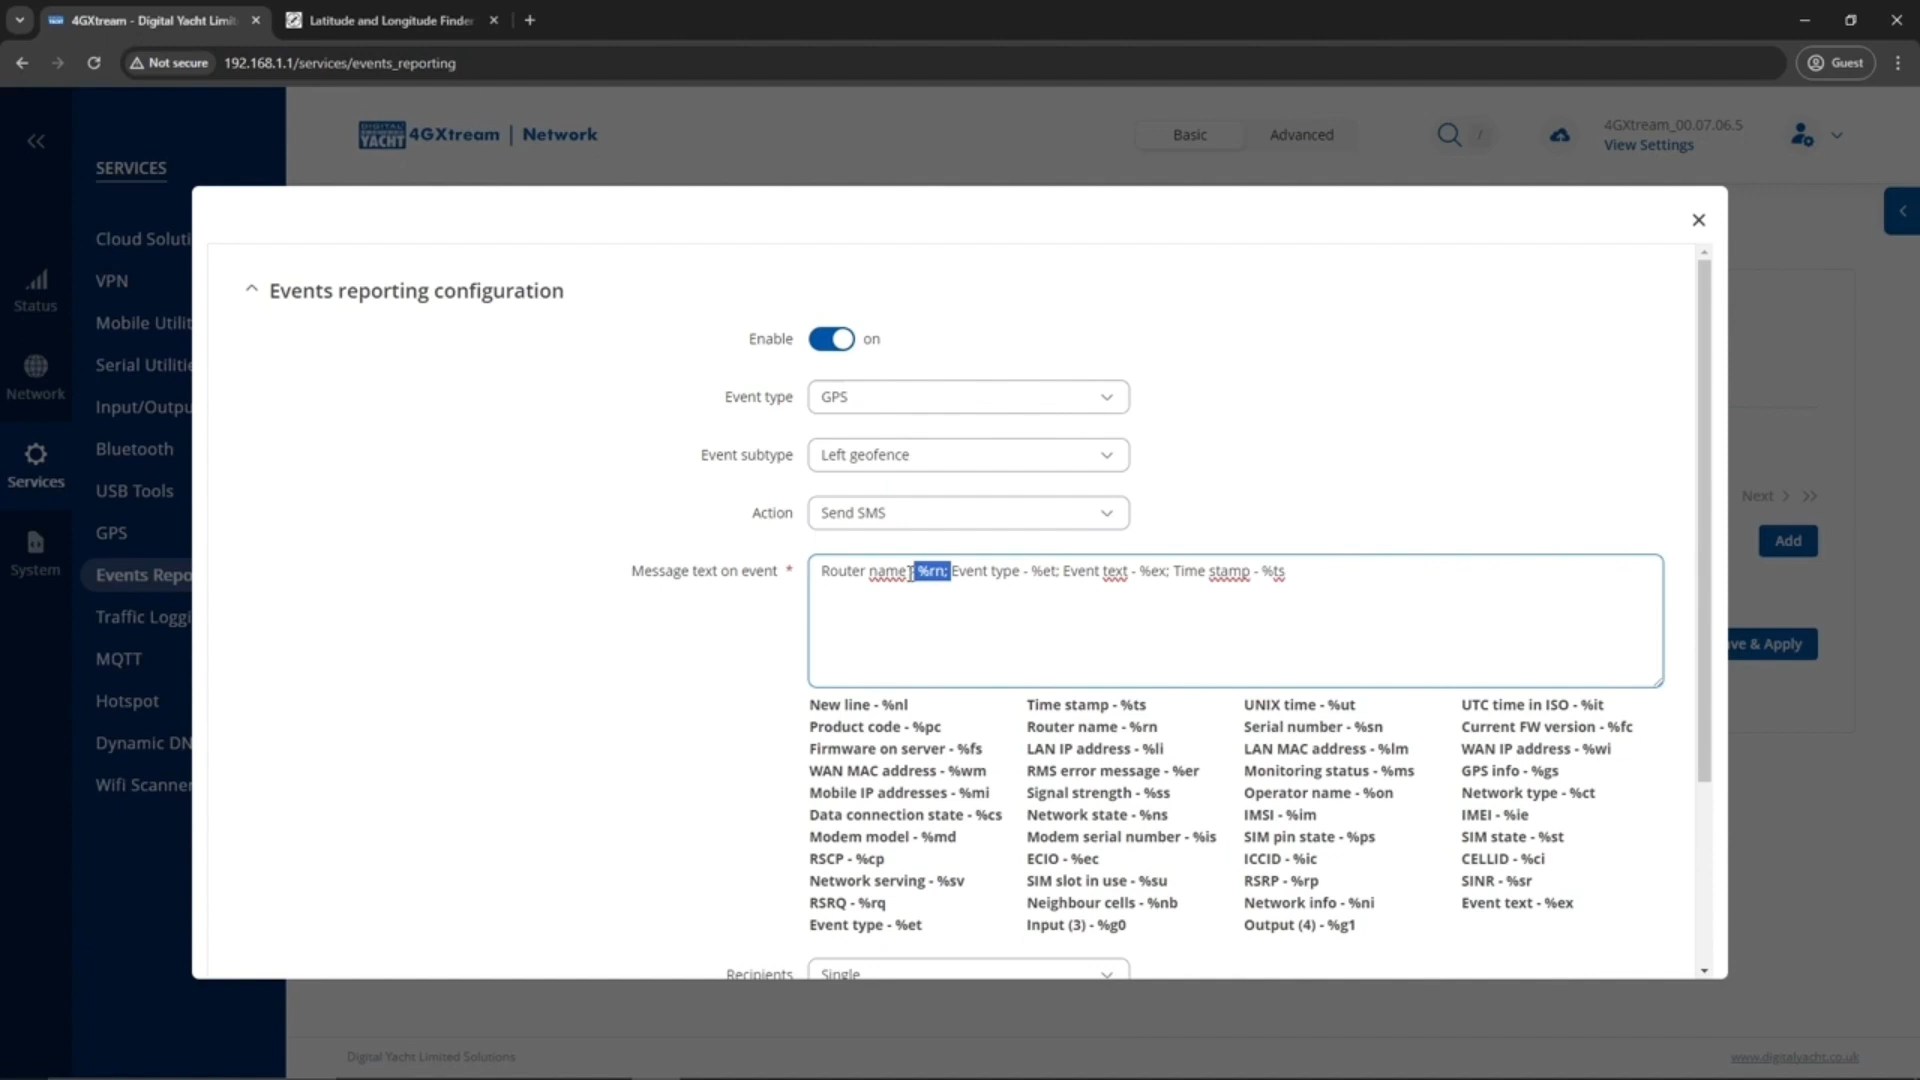 4GXtream - Digital Yacht Limit
Latitude and Longitude Finder
Not secure
192.168.1.1/services/events_reporting
Guest
DIGITAL YACHT 4GXtream | Network
Basic
Advanced
/
4GXtream_00.07.06.5
View Settings
SERVICES
Status
Network
Services
System
Cloud Soluti
VPN
Mobile Utilit
Serial Utilitie
Input/Outpu
Bluetooth
USB Tools
GPS
Events Repo
Traffic Loggi
MQTT
Hotspot
Dynamic DN
Wifi Scanner
Events reporting configuration
Enable
on
Event type
GPS
Event subtype
Left geofence
Action
Send SMS
Message text on event *
Router name %rn; Event type - %et; Event text - %ex; Time stamp - %ts
New line - %nl Time stamp - %ts UNIX time - %ut UTC time in ISO - %it
Product code - %pc Router name - %rn Serial number - %sn Current FW version - %fc
Firmware on server - %fs LAN IP address - %li LAN MAC address - %lm WAN IP address - %wi
WAN MAC address - %wm RMS error message - %er Monitoring status - %ms GPS info - %gs
Mobile IP addresses - %mi Signal strength - %ss Operator name - %on Network type - %ct
Data connection state - %cs Network state - %ns IMSI - %im IMEI - %ie
Modem model - %md Modem serial number - %is SIM pin state - %ps SIM state - %st
RSCP - %cp ECIO - %ec ICCID - %ic CELLID - %ci
Network serving - %sv SIM slot in use - %su RSRP - %rp SINR - %sr
RSRQ - %rq Neighbour cells - %nb Network info - %ni Event text - %ex
Event type - %et Input (3) - %g0 Output (4) - %g1
Recipients
Single
Next
Add
ve & Apply
Digital Yacht Limited Solutions
www.digitalyacht.co.uk